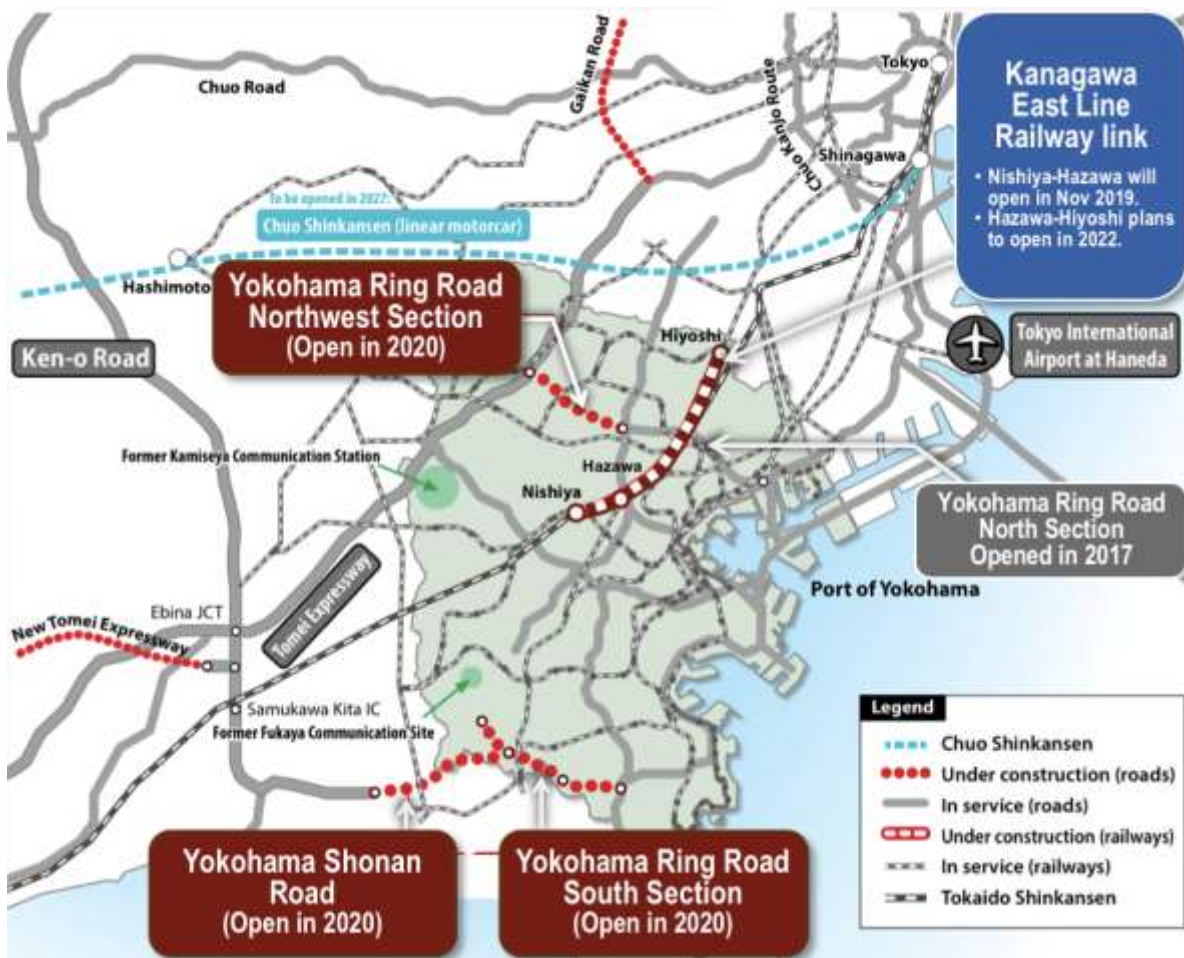 Chuo Road
Gaikan Road
Chuo Kanjo Route
Tokyo
Shinagawa
Kanagawa
East Line
Railway link
• Nishiya-Hazawa will
open in Nov 2019.
• Hazawa-Hiyoshi plans
to open in 2022.
To be opened in 2027:
Chuo Shinkansen (linear motorcar)
Hashimoto
Yokohama Ring Road
Northwest Section
(Open in 2020)
Ken-o Road
Hiyoshi
Tokyo International
Airport at Haneda
Former Kamiseya Communication Station
Hazawa
Nishiya
Yokohama Ring Road
North Section
Opened in 2017
Port of Yokohama
Ebina JCT
Tomei Expressway
New Tomei Expressway
Samukawa Kita IC
Former Fukaya Communication Site
Legend
Chuo Shinkansen
Under construction (roads)
In service (roads)
Under construction (railways)
In service (railways)
Tokaido Shinkansen
Yokohama Shonan
Road
(Open in 2020)
Yokohama Ring Road
South Section
(Open in 2020)